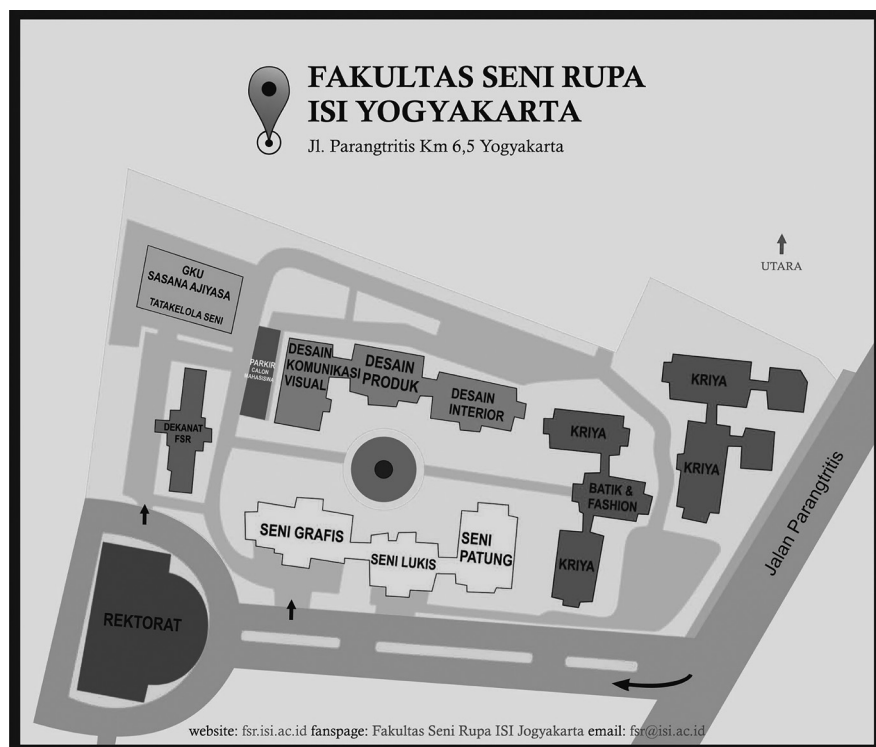 FAKULTAS SENI RUPA
ISI YOGYAKARTA
Jl. Parangtritis Km 6,5 Yogyakarta
UTARA
GKU
SASANA AJIYASA
TATAKELOLA SENI
PARKIR
CALON
MAHASISWA
DESAIN
KOMUNIKASI
VISUAL
DESAIN
PRODUK
DESAIN
INTERIOR
KRIYA
KRIYA
KRIYA
DEKANAT
FSR
BATIK &
FASHION
SENI GRAFIS
SENI LUKIS
SENI
PATUNG
KRIYA
Jalan Parangtritis
REKTORAT
website: fsr.isi.ac.id fanspage: Fakultas Seni Rupa ISI Jogyakarta email: fsr@isi.ac.id